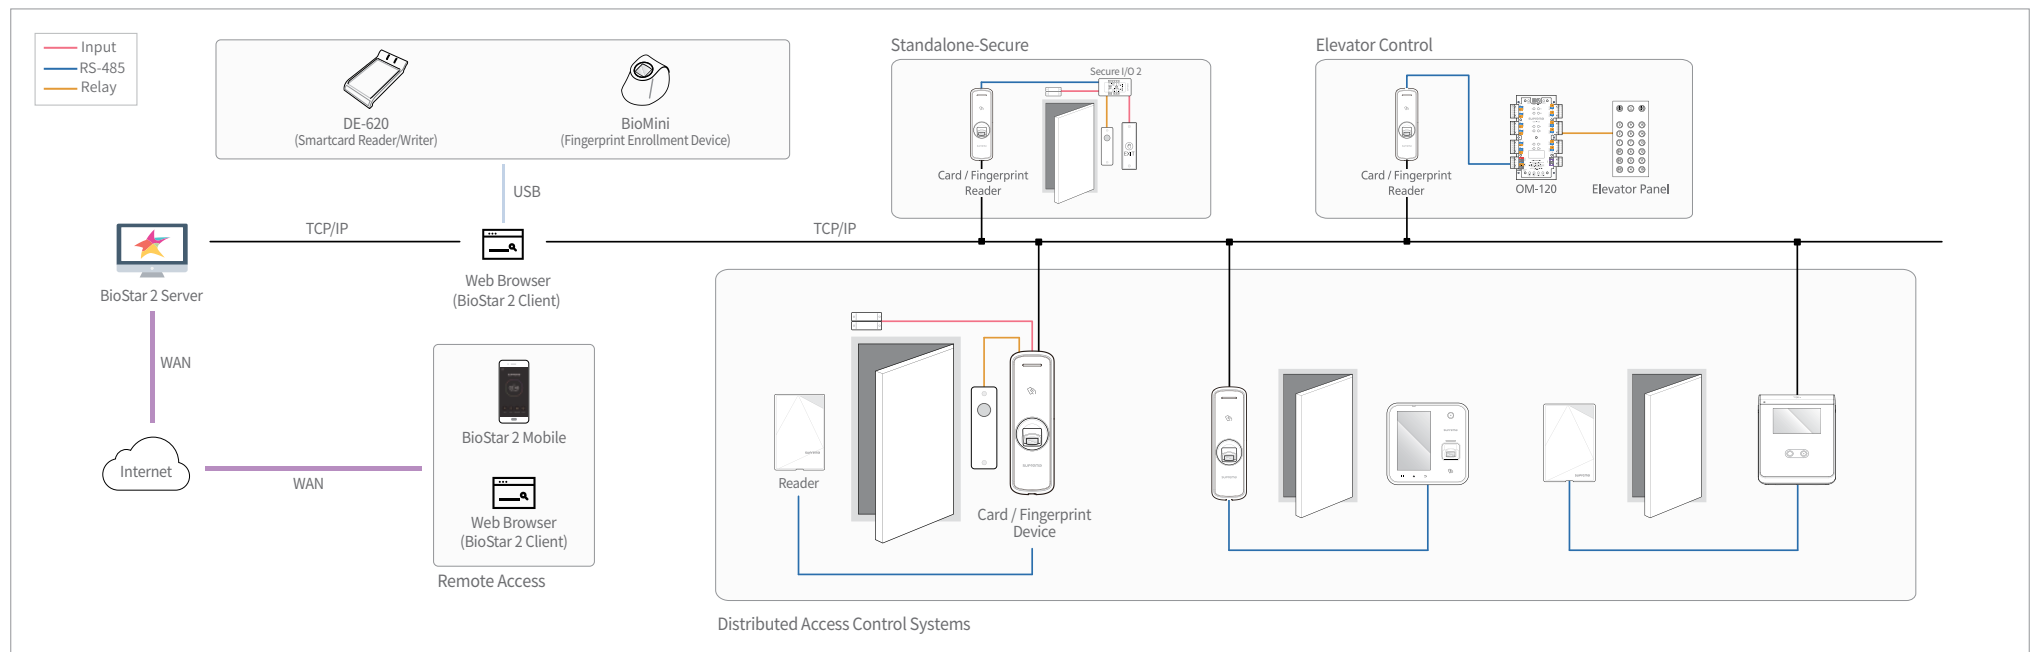 Input
RS-485
Relay
DE-620
(Smartcard Reader/Writer)
BioMini
(Fingerprint Enrollment Device)
USB
Standalone-Secure
Secure I/O 2
EXIT
Card / Fingerprint
Reader
Elevator Control
Card / Fingerprint
Reader
OM-120
Elevator Panel
TCP/IP
TCP/IP
BioStar 2 Server
Web Browser
(BioStar 2 Client)
WAN
Internet
WAN
BioStar 2 Mobile
Web Browser
(BioStar 2 Client)
Remote Access
Reader
Card / Fingerprint
Device
Distributed Access Control Systems